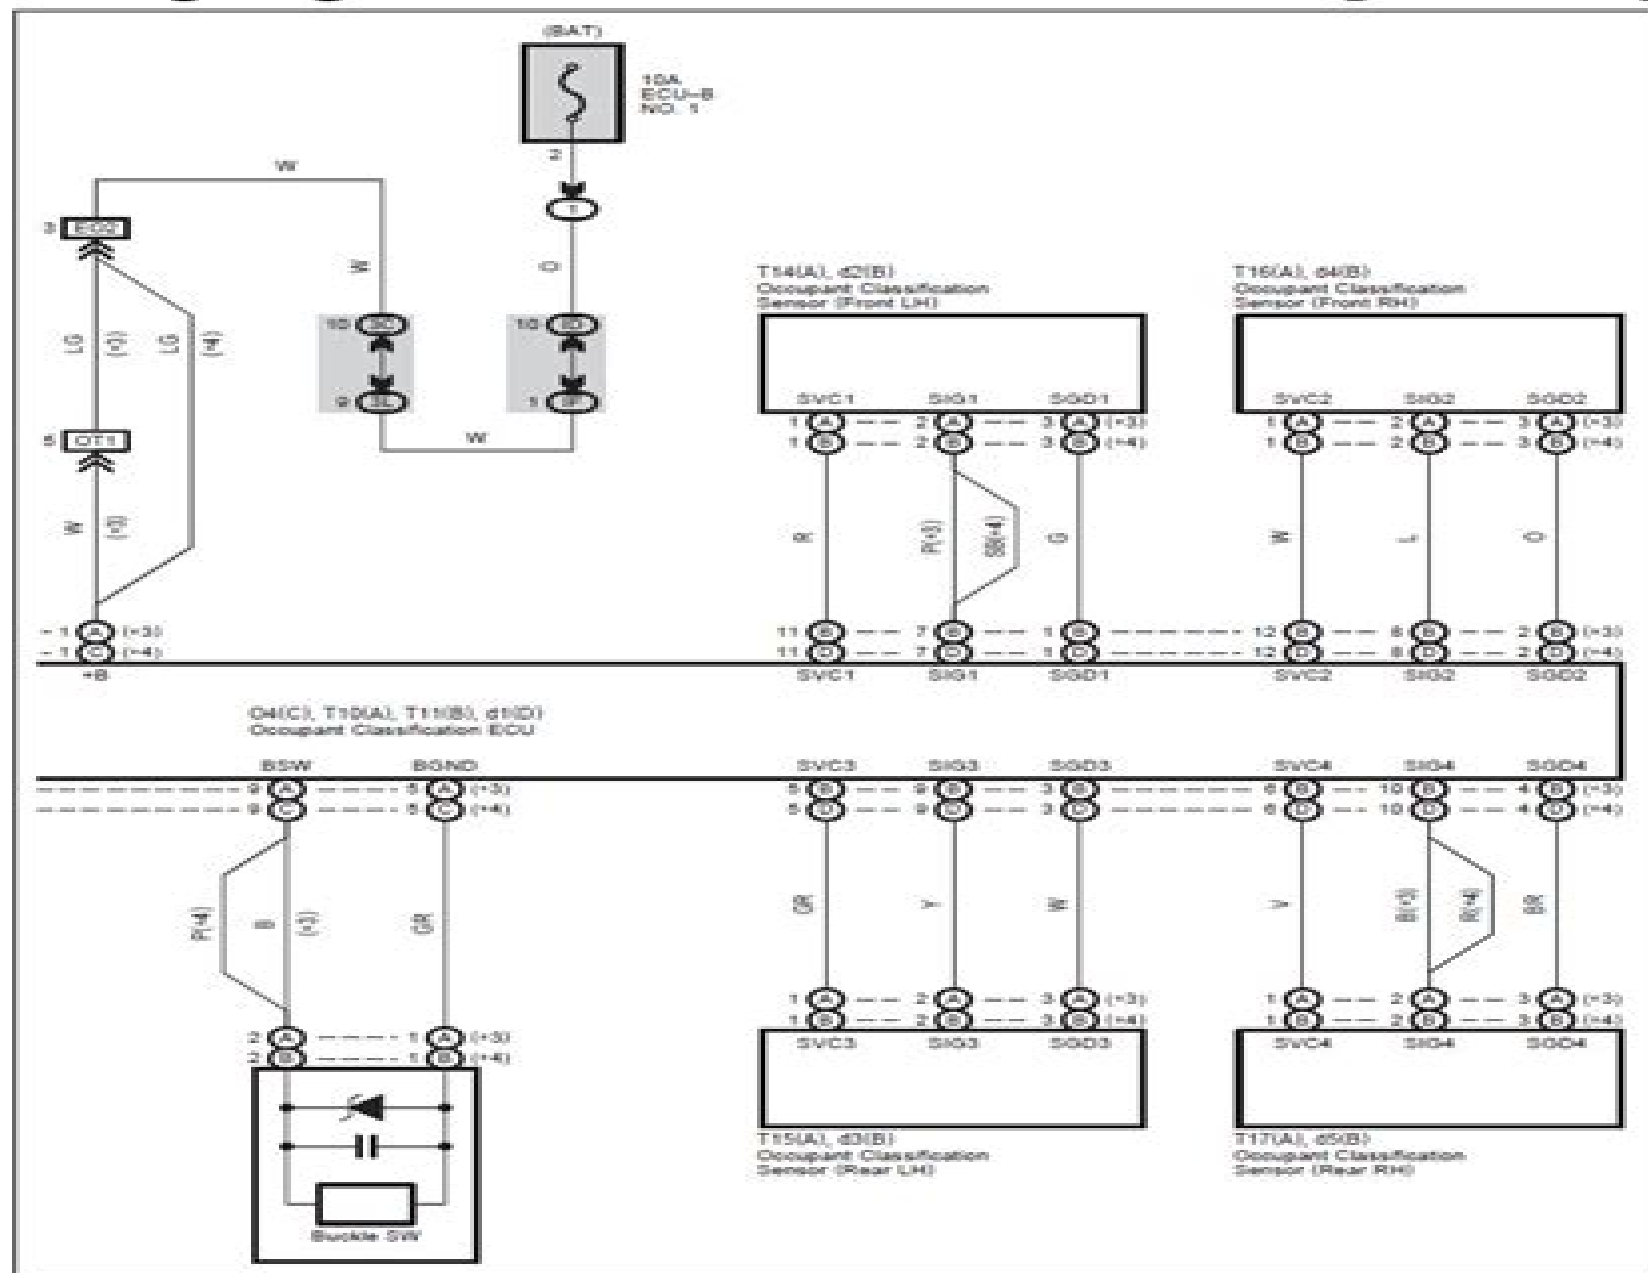 (BAT)
10A
ECU-B
NO. 1
2
1
W
W
O
LG
(*3)
LG
(*4)
W
(*3)
10
10
9
1
W
T14(A), d2(B)
Occupant Classification
Sensor (Front LH)
T16(A), d4(B)
Occupant Classification
Sensor (Front RH)
SVC1 SIG1 SGD1
SVC2 SIG2 SGD2
1 A 2 A 3 A (*3) 1 A 2 A 3 A (*3)
1 B 2 B 3 B (*4) 1 B 2 B 3 B (*4)
R P(*3) SB(*4) G W L O
1 A (*3) 11 B 7 B 1 B 12 B 8 B 2 B (*3)
1 C (*4) 11 D 7 D 1 D 12 D 8 D 2 D (*4)
+B SVC1 SIG1 SGD1 SVC2 SIG2 SGD2
O4(C), T10(A), T11(B), d1(D)
Occupant Classification ECU
BSW BGND SVC3 SIG3 SGD3 SVC4 SIG4 SGD4
9 A 5 A (*3) 5 B 9 B 3 B 6 B 10 B 4 B (*3)
9 C 5 C (*4) 5 D 9 D 3 D 6 D 10 D 4 D (*4)
P(*4) B (*3) GR GR Y W V B(*3) R(*4) BR
1 A 2 A 3 A (*3) 1 A 2 A 3 A (*3)
1 B 2 B 3 B (*4) 1 B 2 B 3 B (*4)
2 A 1 A (*3)
2 B 1 B (*4)
SVC3 SIG3 SGD3 SVC4 SIG4 SGD4
T15(A), d3(B)
Occupant Classification
Sensor (Rear LH)
T17(A), d5(B)
Occupant Classification
Sensor (Rear RH)
Buckle SW